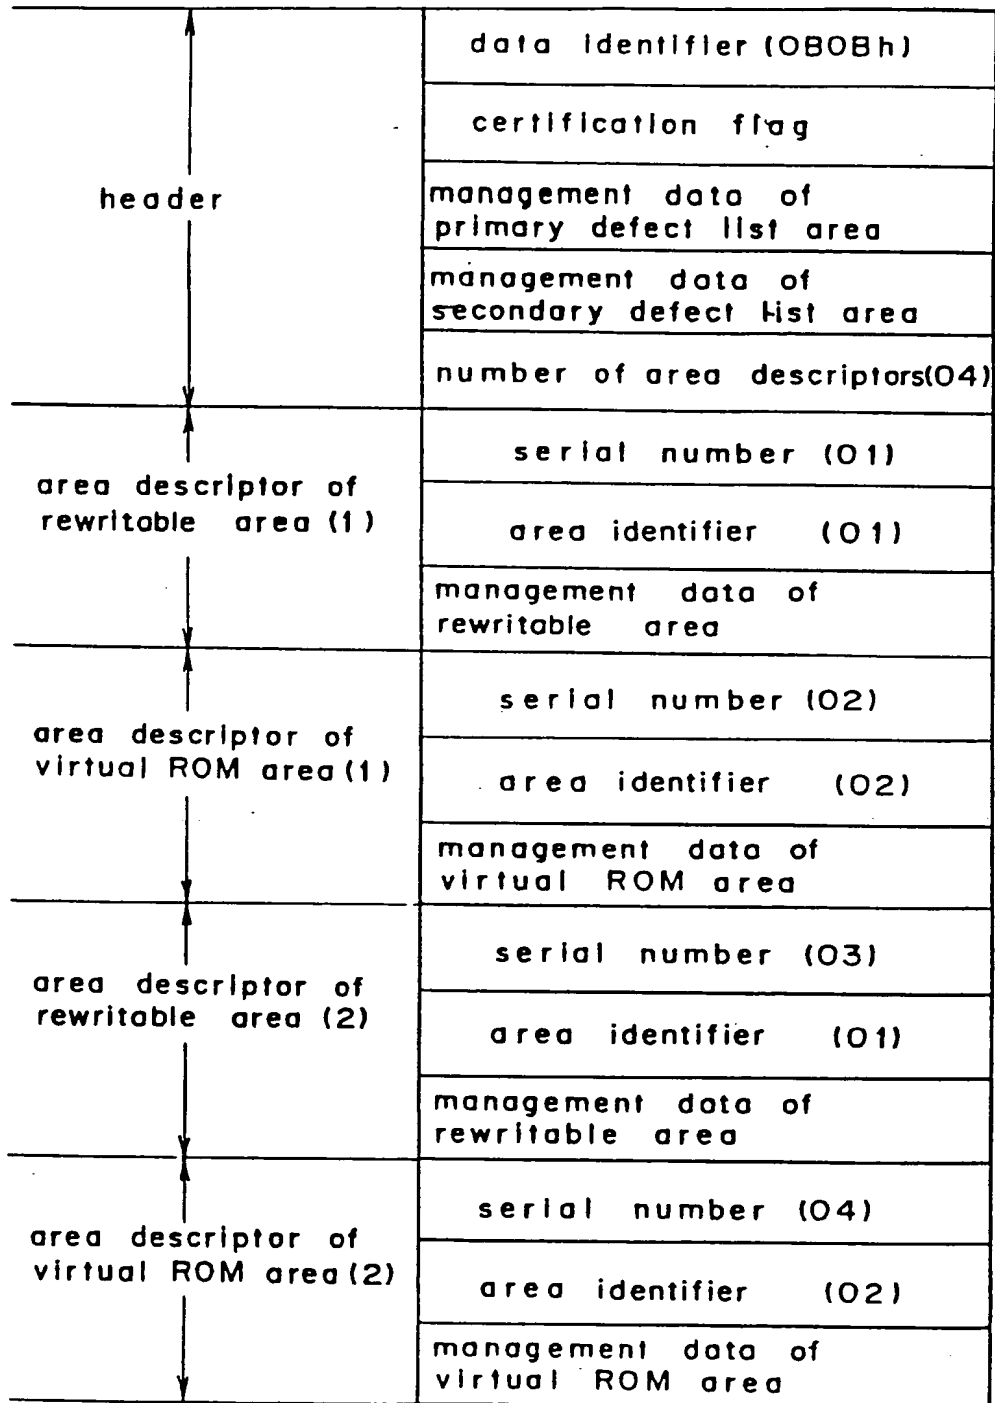 data identifier (0B0Bh)
certification flag
header
management data of
primary defect list area
management data of
secondary defect list area
number of area descriptors(04)
area descriptor of
rewritable area (1)
serial number (01)
area identifier (01)
management data of
rewritable area
area descriptor of
virtual ROM area (1)
serial number (02)
area identifier (02)
management data of
virtual ROM area
area descriptor of
rewritable area (2)
serial number (03)
area identifier (01)
management data of
rewritable area
area descriptor of
virtual ROM area (2)
serial number (04)
area identifier (02)
management data of
virtual ROM area